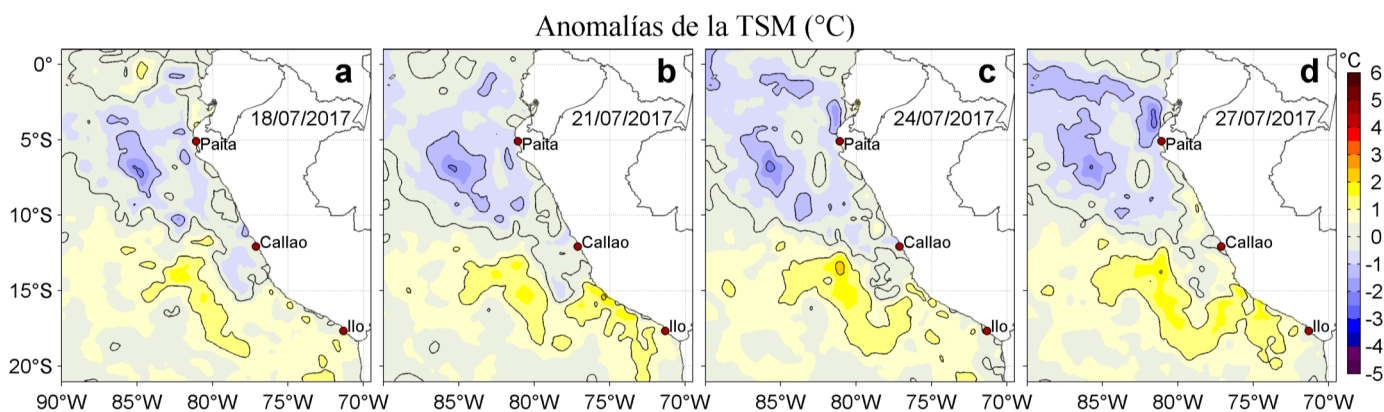 Anomalías de la TSM (°C)
a
b
c
d
°C
18/07/2017
21/07/2017
24/07/2017
27/07/2017
Paita
Paita
Paita
Paita
Callao
Callao
Callao
Callao
Ilo
Ilo
Ilo
Ilo
0°
5°S
10°S
15°S
20°S
90°W 85°W 80°W 75°W 70°W
85°W 80°W 75°W 70°W
85°W 80°W 75°W 70°W
85°W 80°W 75°W 70°W
6
5
4
3
2
1
0
-1
-2
-3
-4
-5